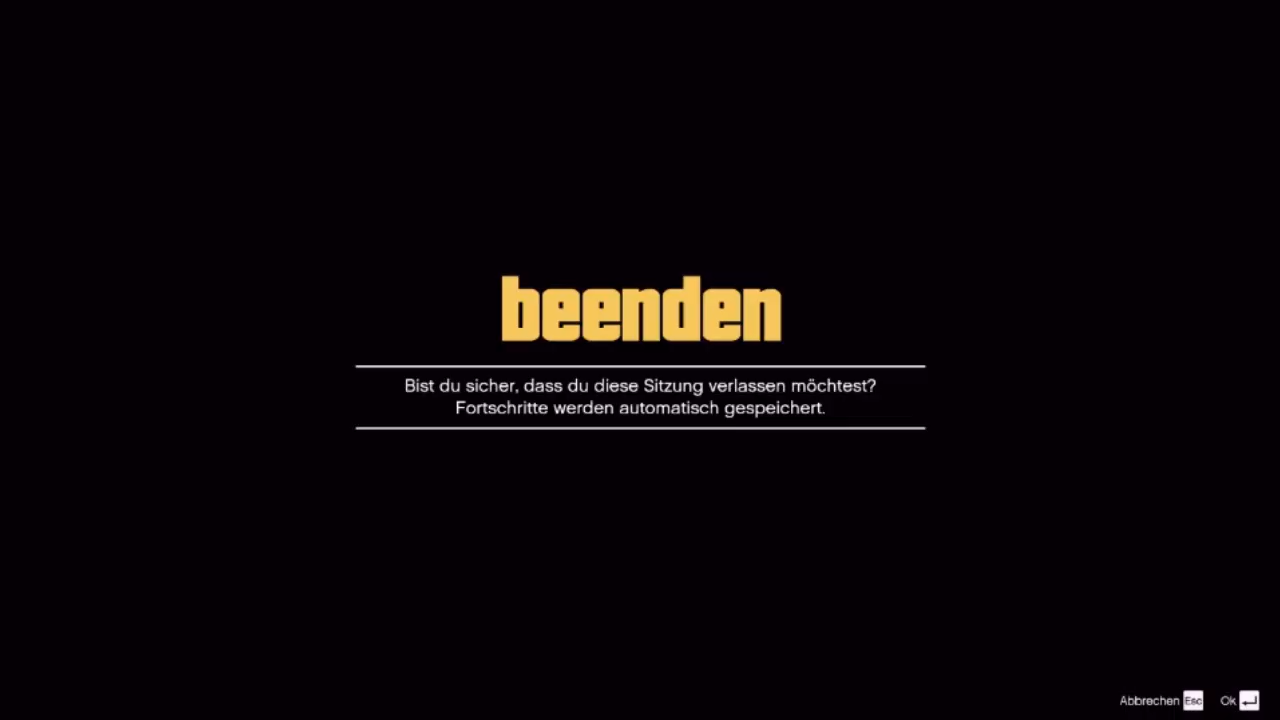 beenden
Bist du sicher, dass du diese Sitzung verlassen möchtest?
Fortschritte werden automatisch gespeichert.
Abbrechen Esc Ok